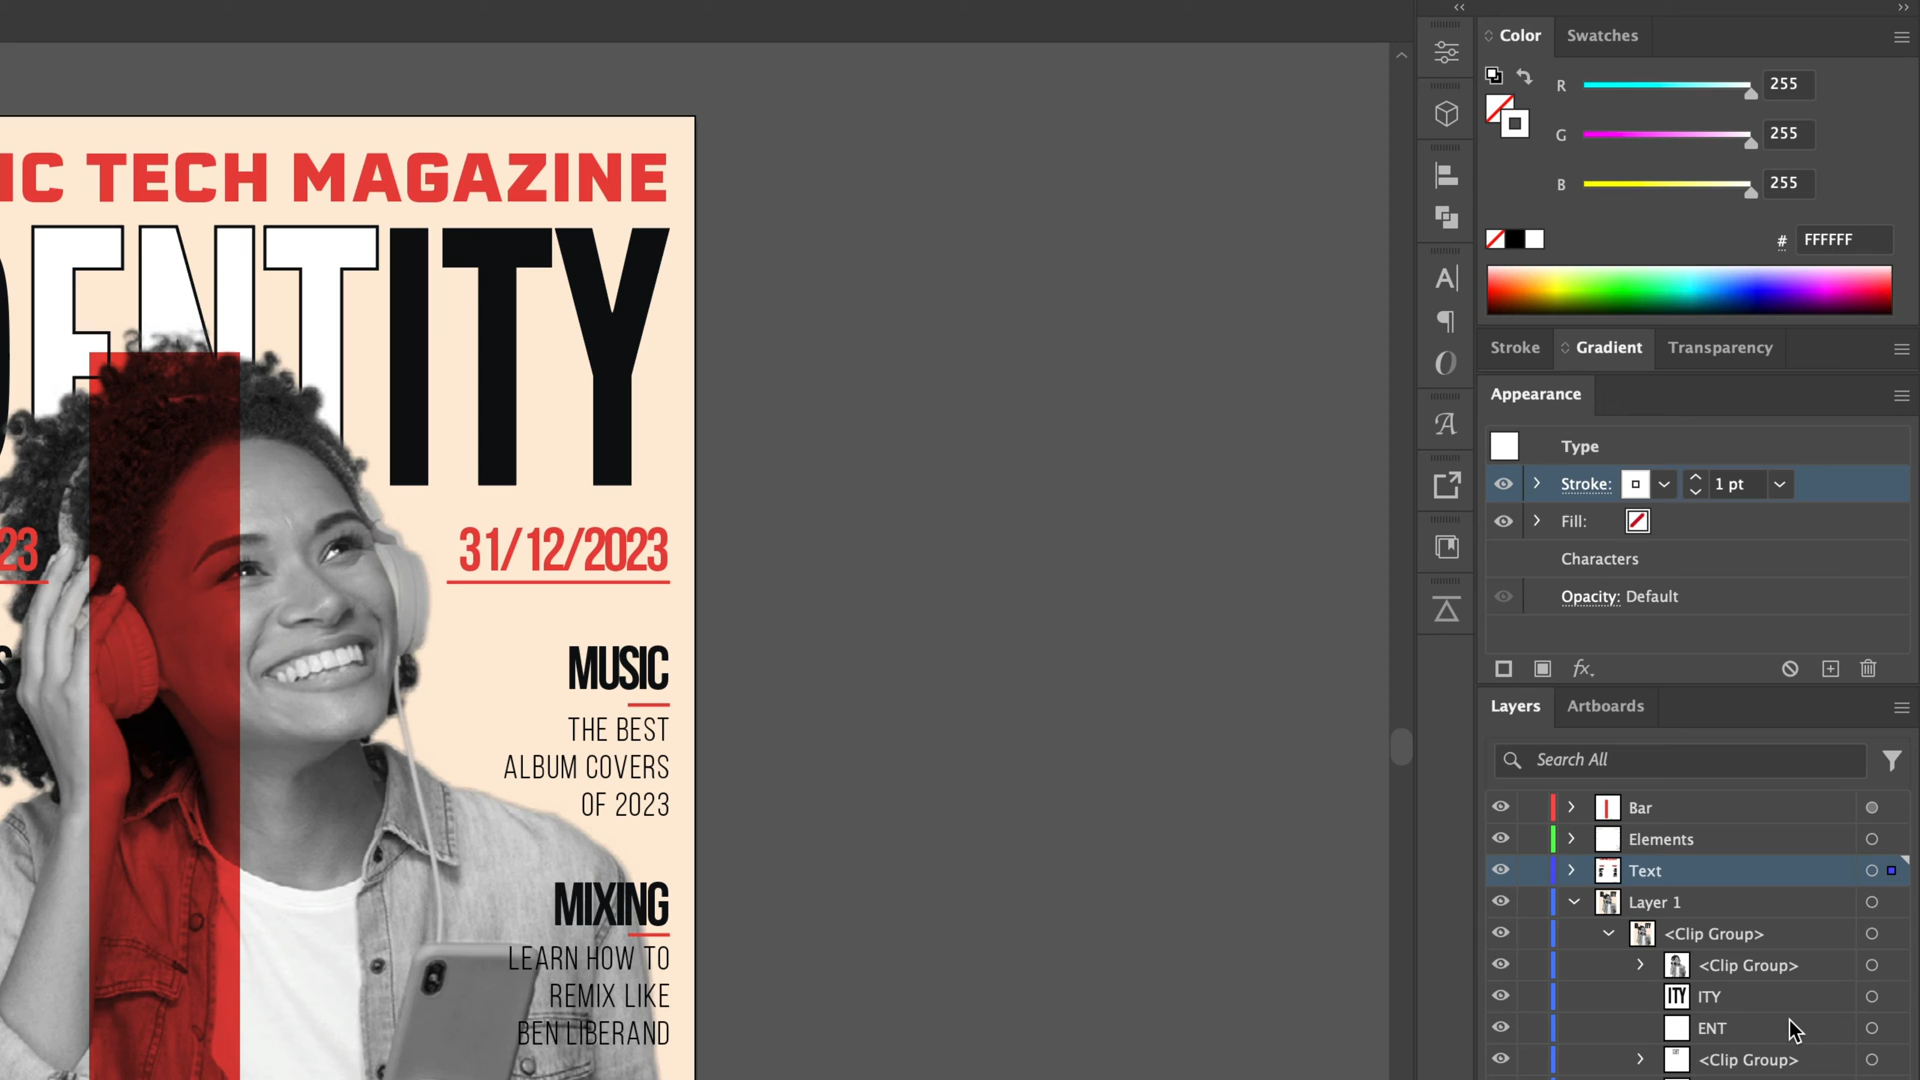 IC TECH MAGAZINE
ENTITY
23
31/12/2023
S
MUSIC
THE BEST
ALBUM COVERS
OF 2023
MIXING
LEARN HOW TO
REMIX LIKE
BEN LIBERAND
Color
Swatches
R
255
G
255
B
255
#
FFFFFF
Stroke
Gradient
Transparency
Appearance
Type
Stroke:
1 pt
Fill:
Characters
Opacity: Default
fx
Layers
Artboards
Search All
Bar
Elements
Text
Layer 1
<Clip Group>
<Clip Group>
ITY
ITY
ENT
<Clip Group>